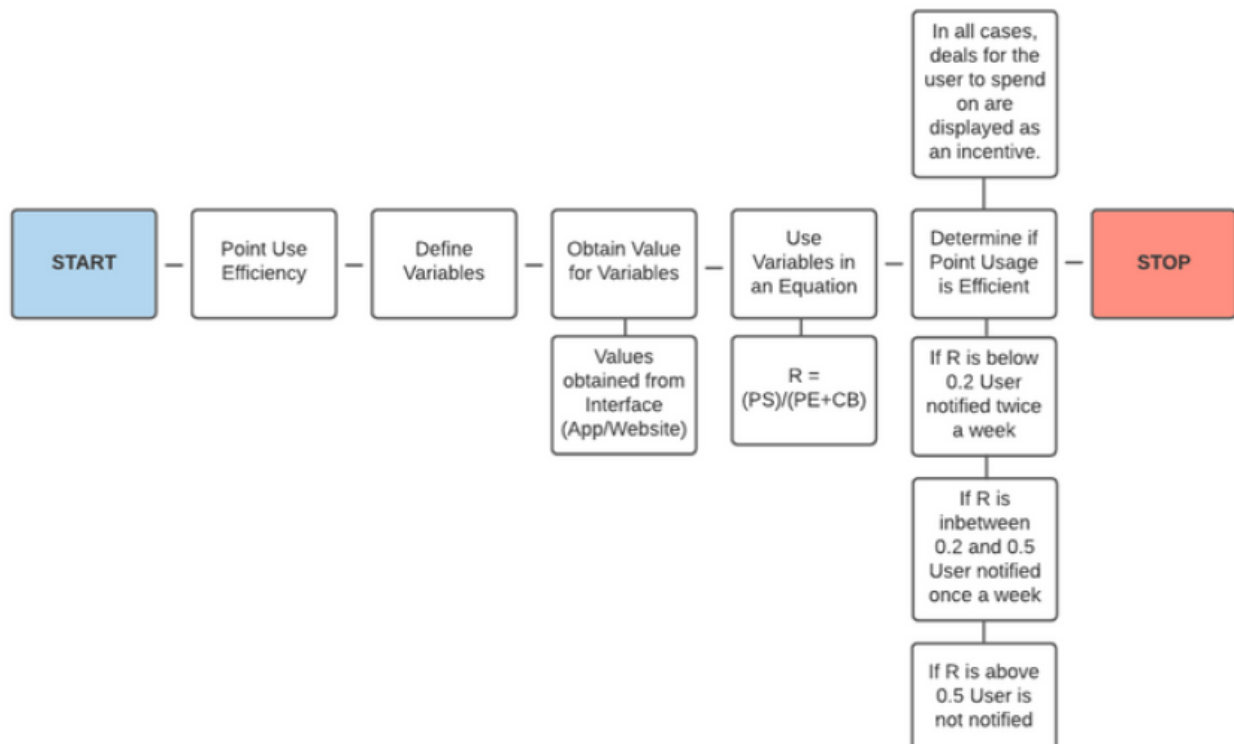 In all cases,
deals for the
user to spend
on are
displayed as
an incentive.
START
Point Use
Efficiency
Define
Variables
Obtain Value
for Variables
Use
Variables in
an Equation
Determine if
Point Usage
is Efficient
STOP
Values
obtained from
Interface
(App/Website)
R =
(PS)/(PE+CB)
If R is below
0.2 User
notified twice
a week
If R is
inbetween
0.2 and 0.5
User notified
once a week
If R is above
0.5 User is
not notified